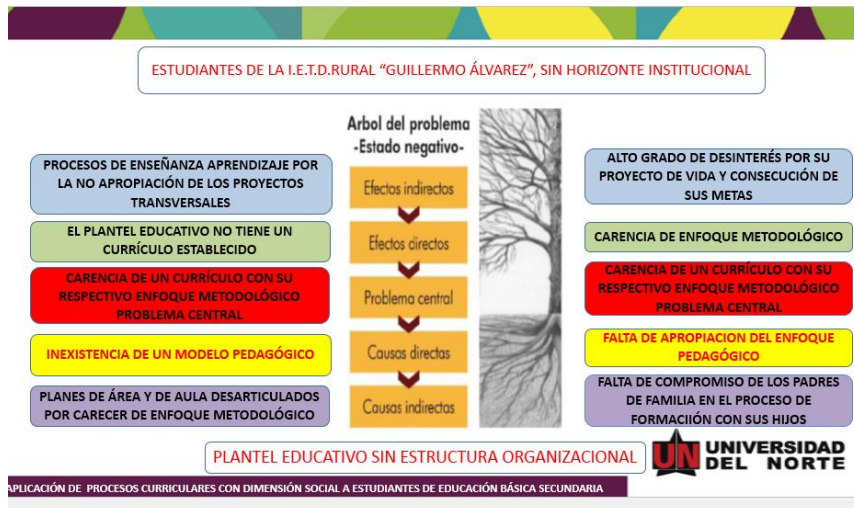 ESTUDIANTES DE LA I.E.T.D.RURAL “GUILLERMO ÁLVAREZ”, SIN HORIZONTE INSTITUCIONAL
PROCESOS DE ENSEÑANZA APRENDIZAJE POR
LA NO APROPIACIÓN DE LOS PROYECTOS
TRANSVERSALES
EL PLANTEL EDUCATIVO NO TIENE UN
CURRÍCULO ESTABLECIDO
CARENCIA DE UN CURRÍCULO CON SU
RESPECTIVO ENFOQUE METODOLÓGICO
PROBLEMA CENTRAL
INEXISTENCIA DE UN MODELO PEDAGÓGICO
PLANES DE ÁREA Y DE AULA DESARTICULADOS
POR CARECER DE ENFOQUE METODOLÓGICO
Arbol del problema
-Estado negativo-
Efectos indirectos
Efectos directos
Problema central
Causas directas
Causas indirectas
ALTO GRADO DE DESINTERÉS POR SU
PROYECTO DE VIDA Y CONSECUCIÓN DE
SUS METAS
CARENCIA DE ENFOQUE METODOLÓGICO
CARENCIA DE UN CURRÍCULO CON SU
RESPECTIVO ENFOQUE METODOLÓGICO
PROBLEMA CENTRAL
FALTA DE APROPIACION DEL ENFOQUE
PEDAGÓGICO
FALTA DE COMPROMISO DE LOS PADRES
DE FAMILIA EN EL PROCESO DE
FORMACIIÓN CON SUS HIJOS
PLANTEL EDUCATIVO SIN ESTRUCTURA ORGANIZACIONAL
UN UNIVERSIDAD
DEL NORTE
APLICACIÓN DE PROCESOS CURRICULARES CON DIMENSIÓN SOCIAL A ESTUDIANTES DE EDUCACIÓN BÁSICA SECUNDARIA